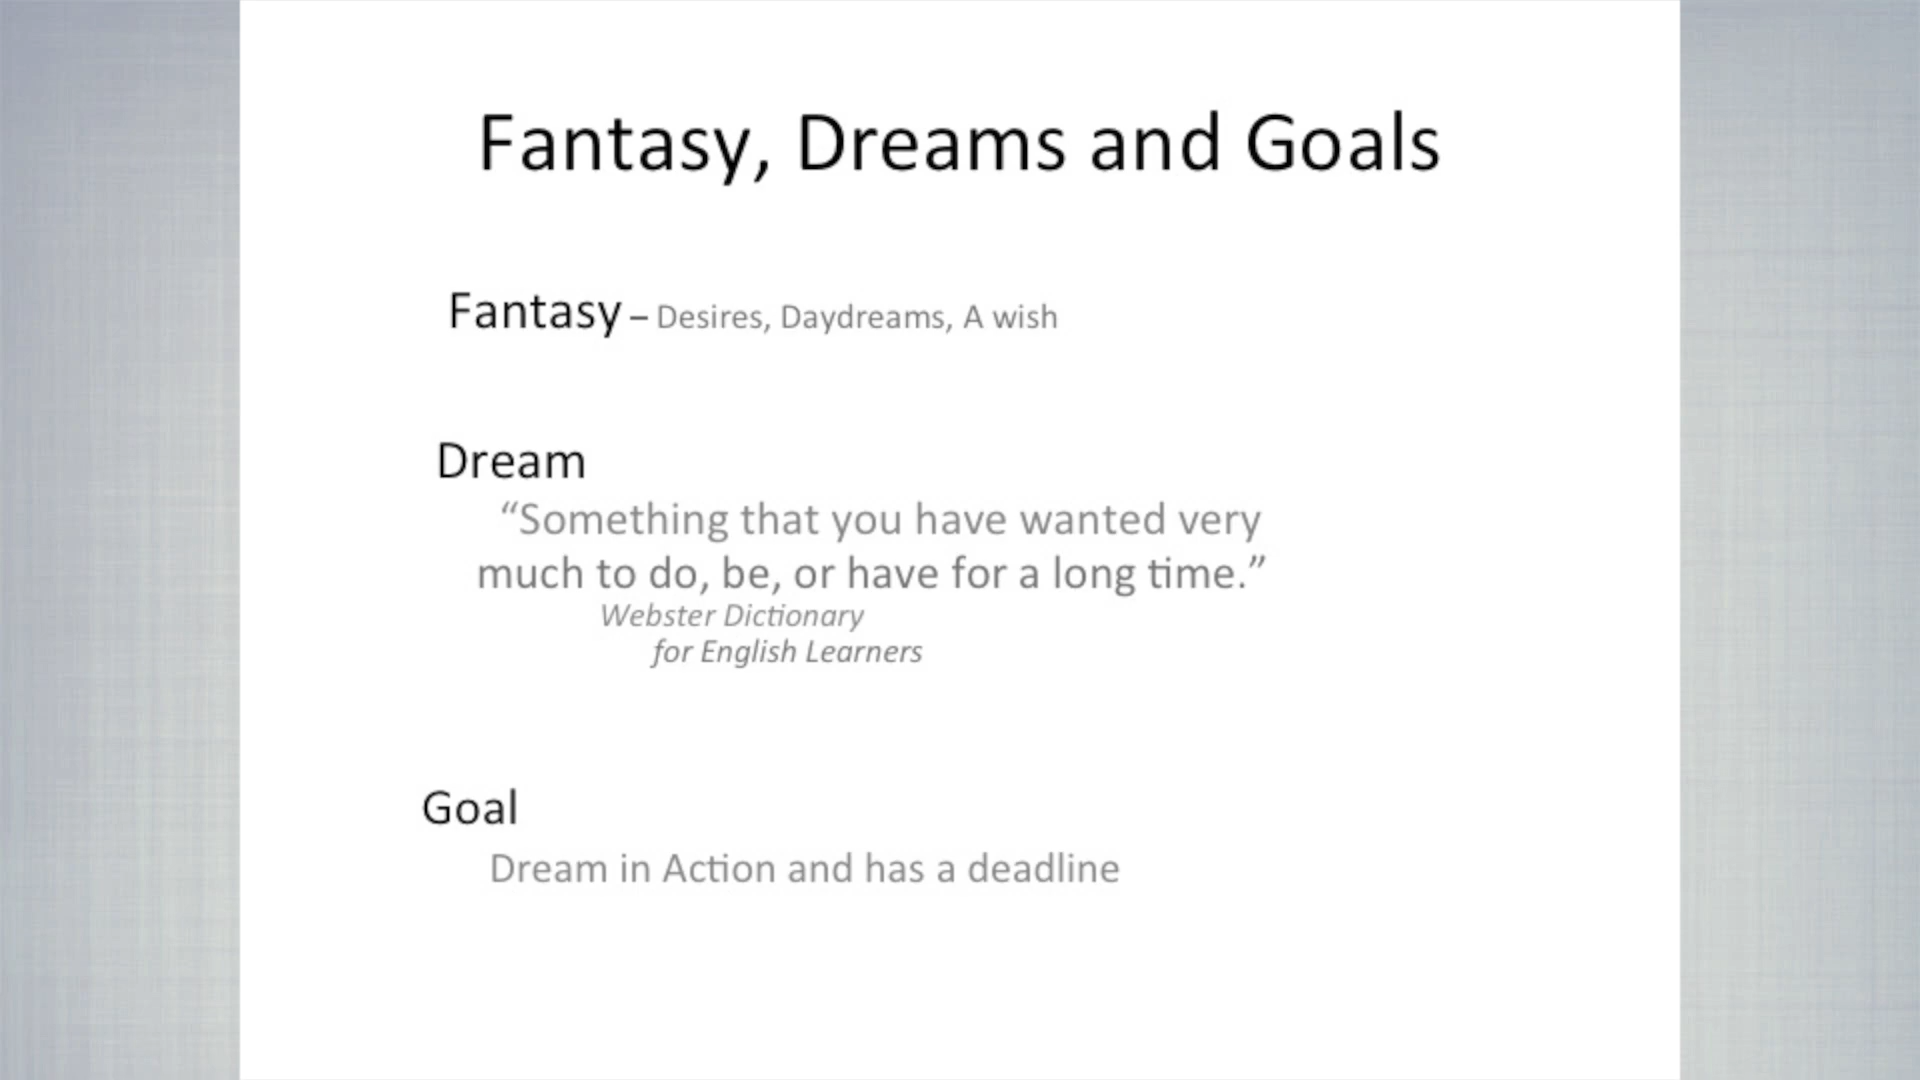 Fantasy, Dreams and Goals
Fantasy – Desires, Daydreams, A wish
Dream
“Something that you have wanted very
much to do, be, or have for a long time.”
Webster Dictionary
for English Learners
Goal
Dream in Action and has a deadline